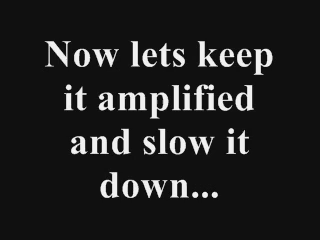 Now lets keep
it amplified
and slow it
down...